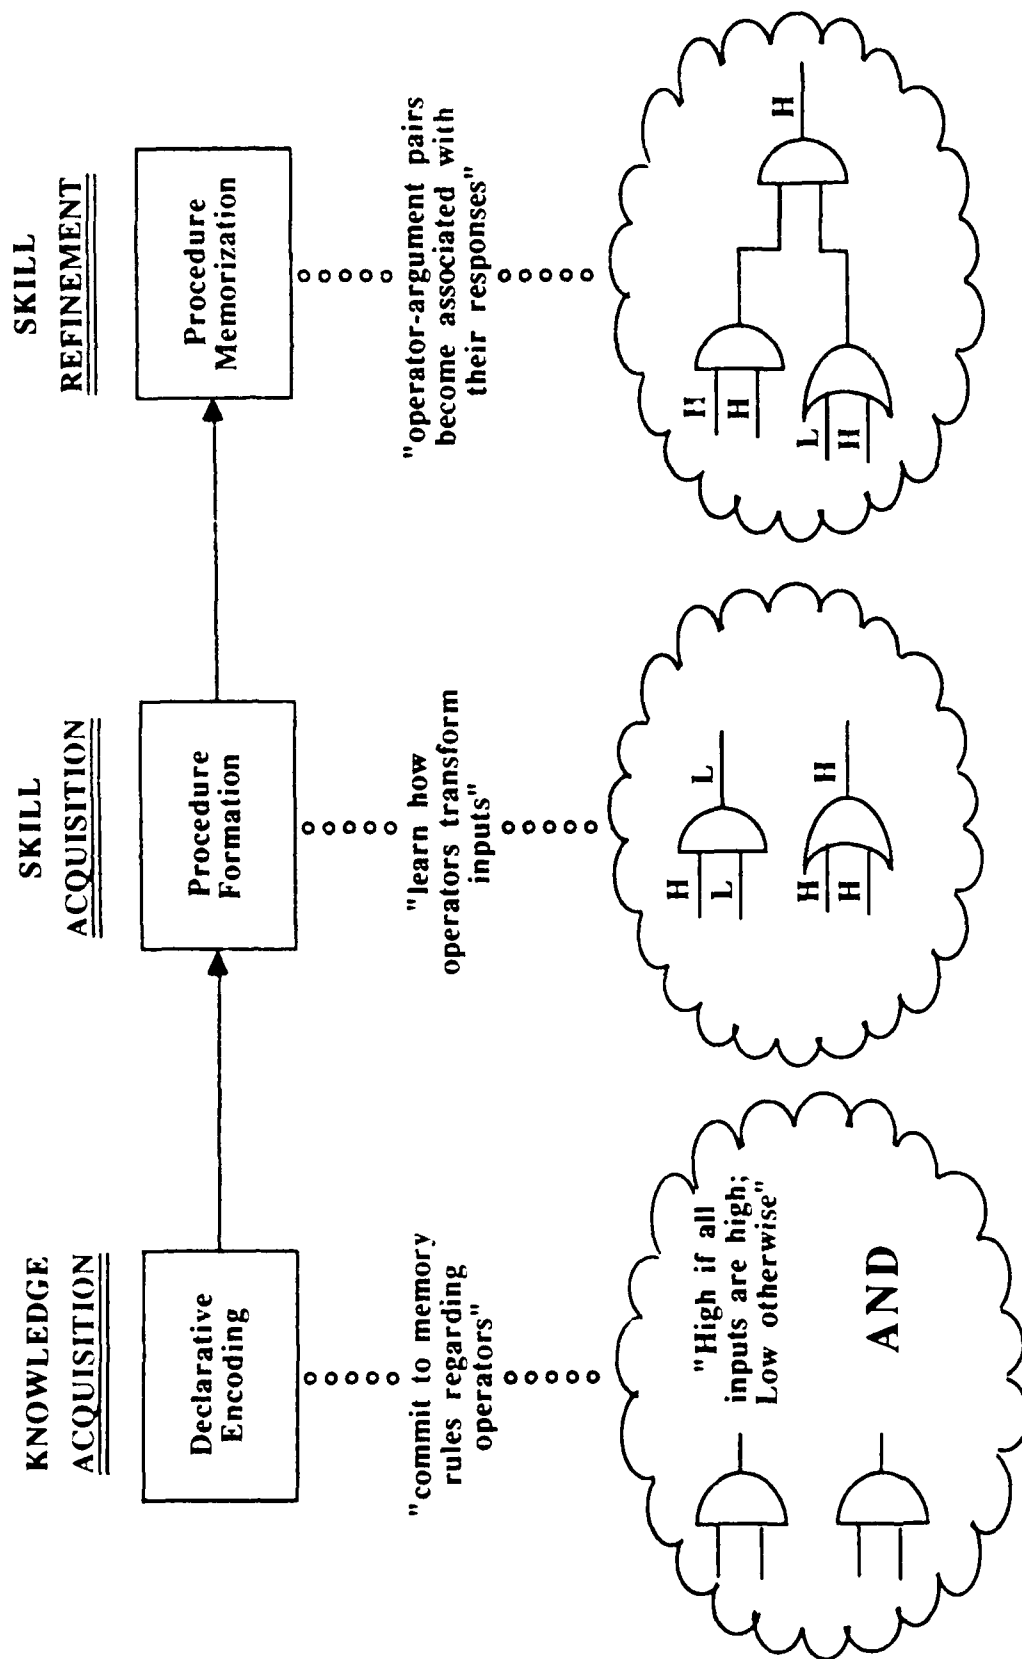 KNOWLEDGE
ACQUISITION
SKILL
ACQUISITION
SKILL
REFINEMENT
Declarative
Encoding
Procedure
Formation
Procedure
Memorization
"commit to memory
rules regarding
operators"
"learn how
operators transform
inputs"
"operator-argument pairs
become associated with
their responses"
"High if all
inputs are high;
Low otherwise"
AND
H
L
L
H
H
H
H
H
L
H
H